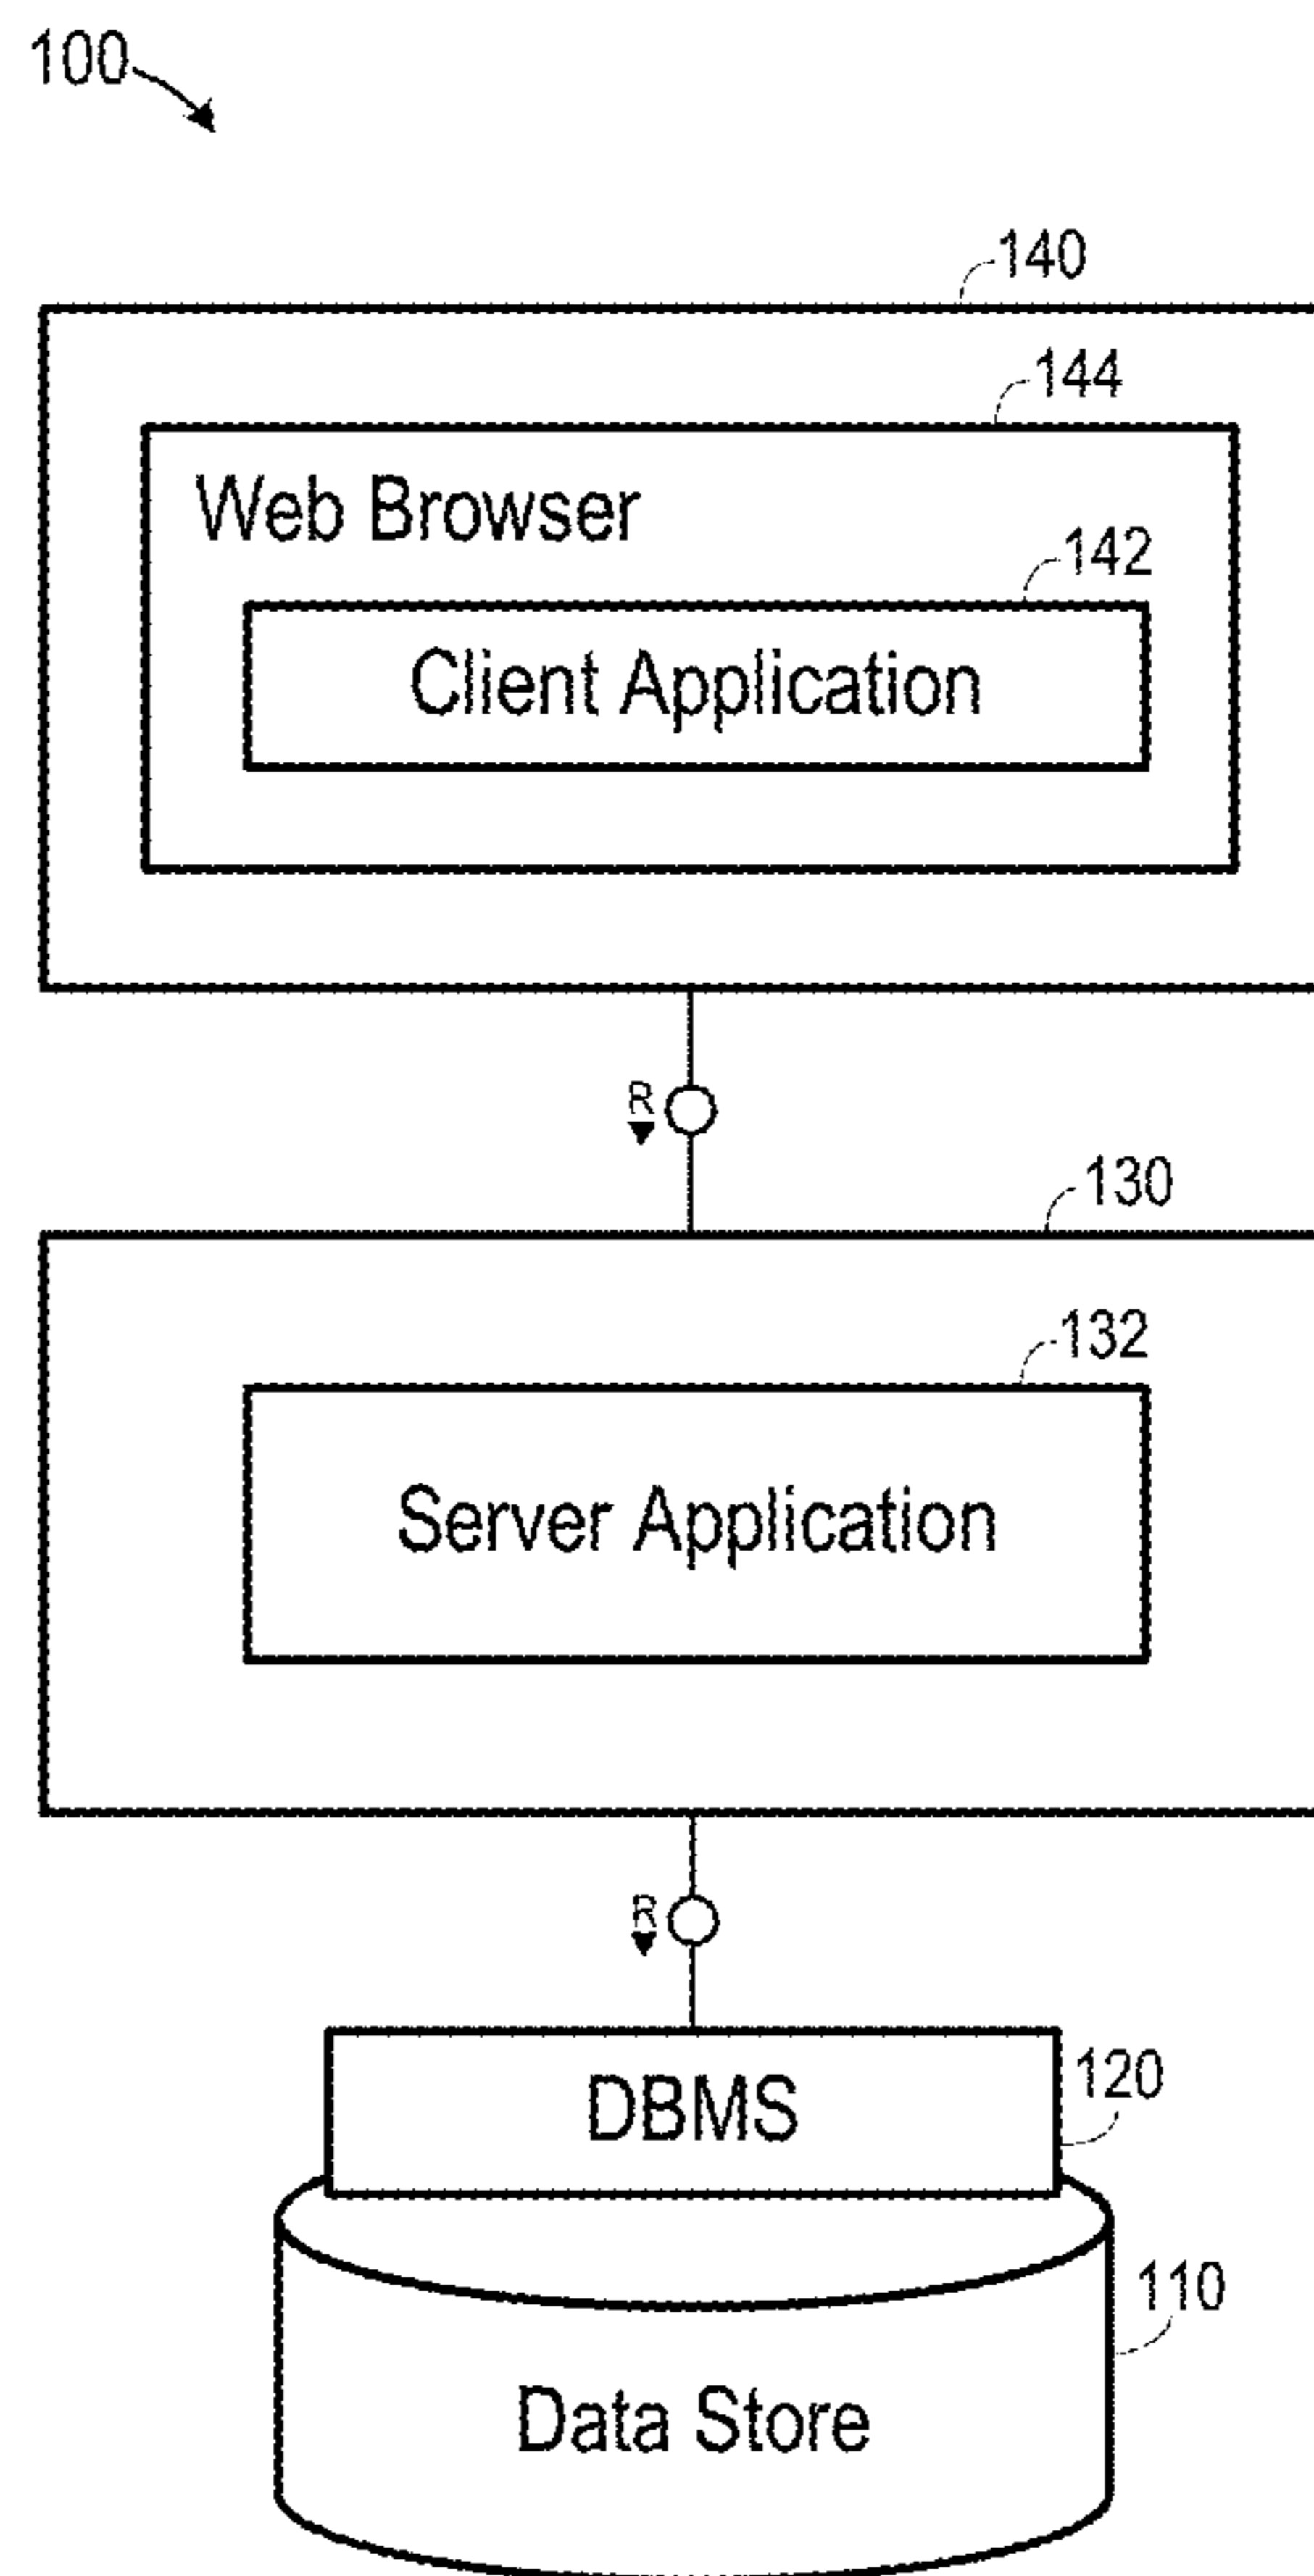 100
140
144
Web Browser
142
Client Application
R
130
132
Server Application
R
DBMS
120
110
Data Store